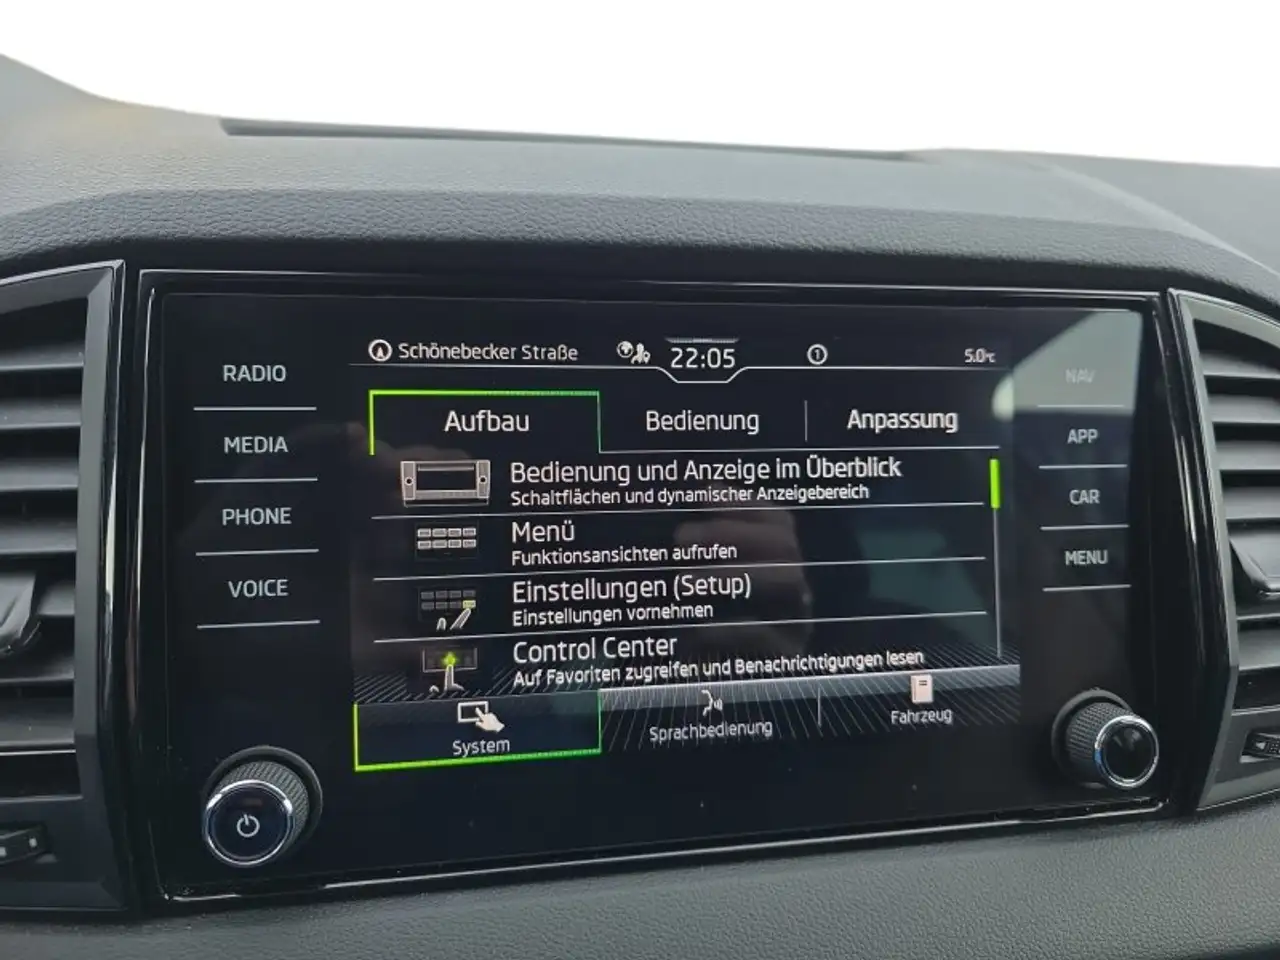 Schönebecker Straße 22:05 1 5.0°C
RADIO
MEDIA
PHONE
VOICE
Aufbau Bedienung Anpassung
Bedienung und Anzeige im Überblick
Schaltflächen und dynamischer Anzeigebereich
Menü
Funktionsansichten aufrufen
Einstellungen (Setup)
Einstellungen vornehmen
Control Center
Auf Favoriten zugreifen und Benachrichtigungen lesen
System Sprachbedienung Fahrzeug
NAV
APP
CAR
MENU